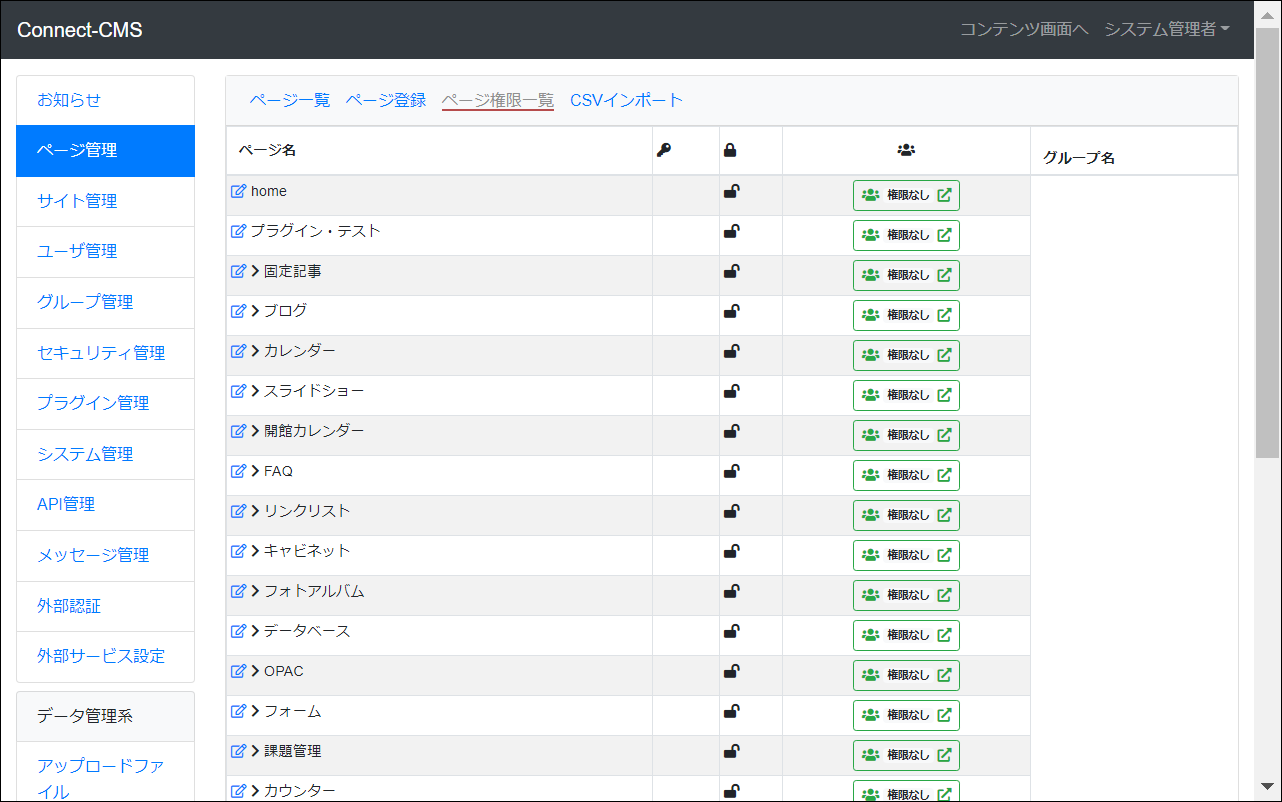 Connect-CMS
コンテンツ画面へ システム管理者
お知らせ
ページ管理
サイト管理
ユーザ管理
グループ管理
セキュリティ管理
プラグイン管理
システム管理
API管理
メッセージ管理
外部認証
外部サービス設定
データ管理系
アップロードファ
イル
ページ一覧 ページ登録 ページ権限一覧 CSVインポート
ページ名 グループ名
home 権限なし
プラグイン・テスト 権限なし
固定記事 権限なし
ブログ 権限なし
カレンダー 権限なし
スライドショー 権限なし
開館カレンダー 権限なし
FAQ 権限なし
リンクリスト 権限なし
キャビネット 権限なし
フォトアルバム 権限なし
データベース 権限なし
OPAC 権限なし
フォーム 権限なし
課題管理 権限なし
カウンター 権限なし